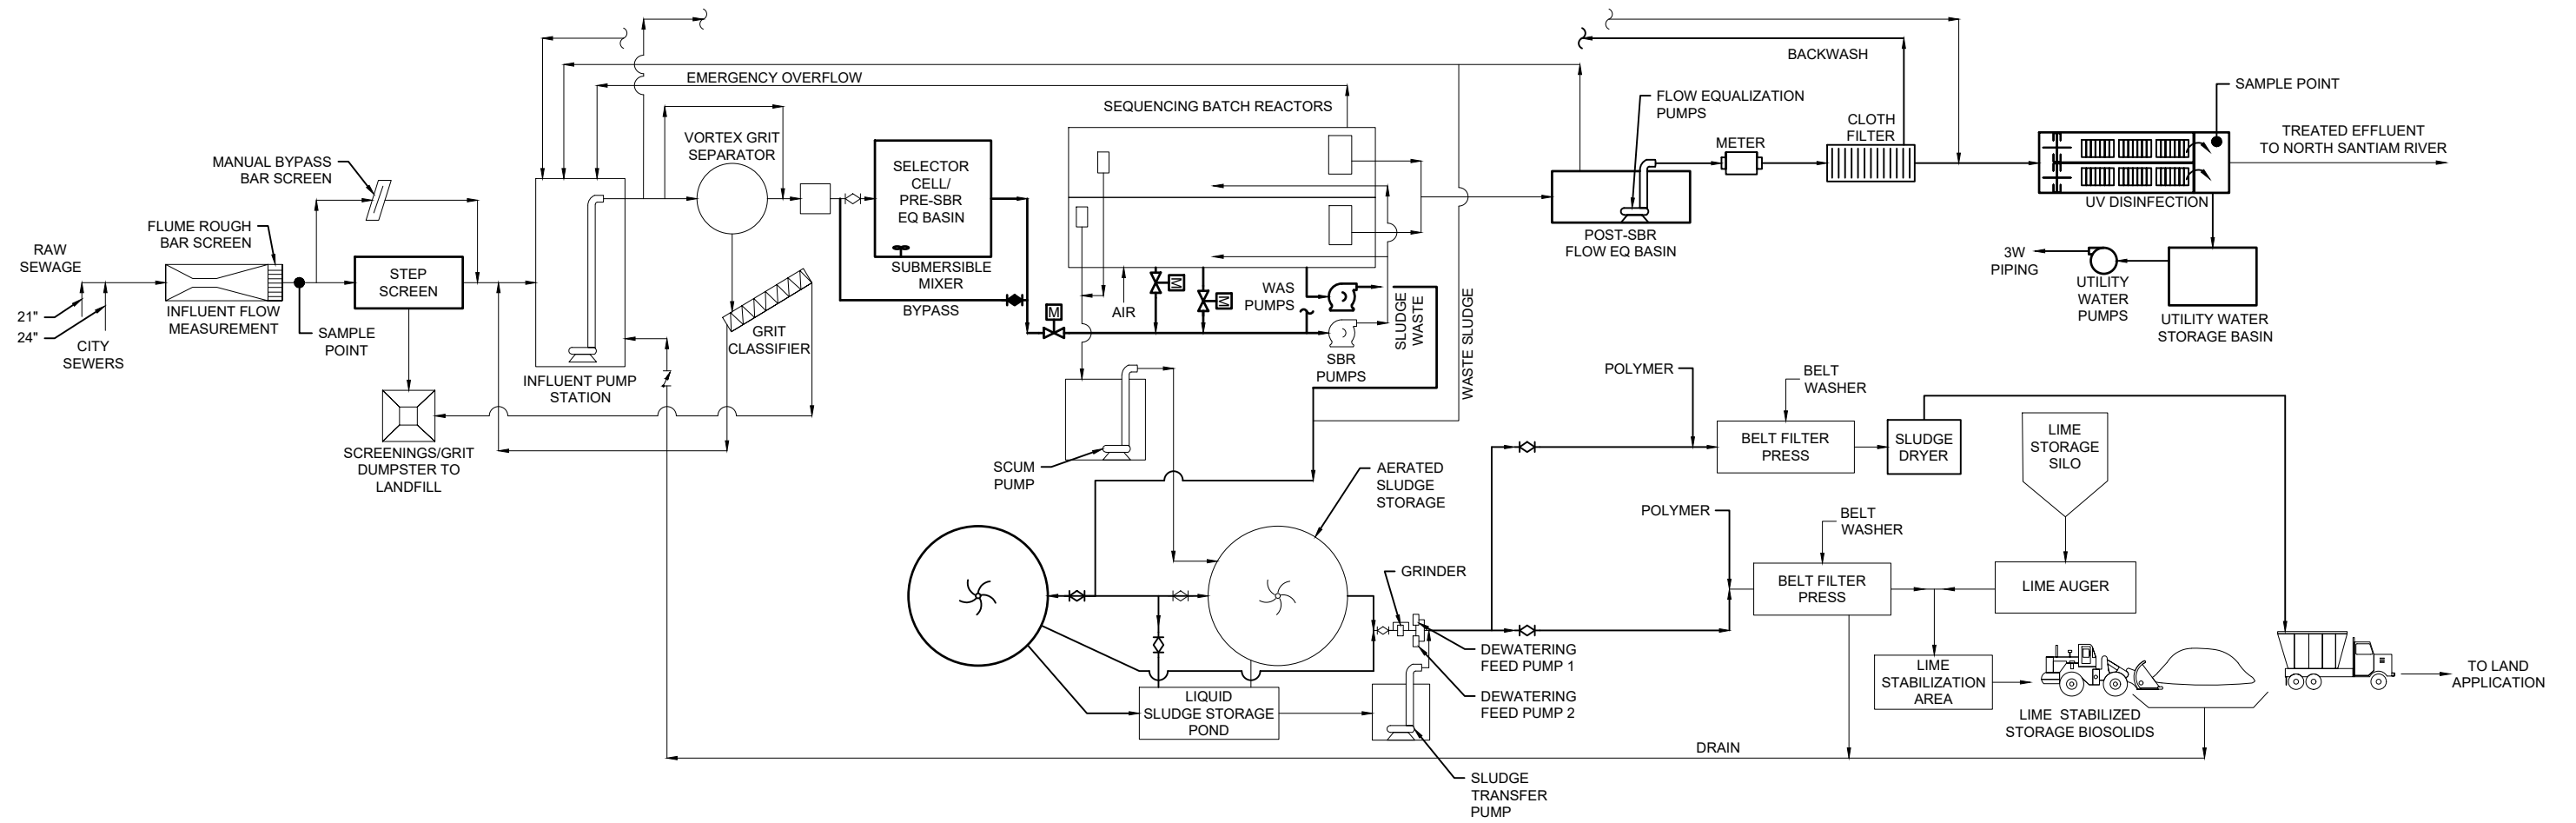 RAW
SEWAGE
21"
24"
CITY
SEWERS
FLUME ROUGH
BAR SCREEN
INFLUENT FLOW
MEASUREMENT
MANUAL BYPASS
BAR SCREEN
SAMPLE
POINT
STEP
SCREEN
SCREENINGS/GRIT
DUMPSTER TO
LANDFILL
INFLUENT PUMP
STATION
EMERGENCY OVERFLOW
VORTEX GRIT
SEPARATOR
GRIT
CLASSIFIER
SELECTOR
CELL/
PRE-SBR
EQ BASIN
SUBMERSIBLE
MIXER
BYPASS
M
SEQUENCING BATCH REACTORS
AIR
M
M
WAS
PUMPS
SBR
PUMPS
SLUDGE
WASTE
WASTE SLUDGE
SCUM
PUMP
AERATED
SLUDGE
STORAGE
GRINDER
DEWATERING
FEED PUMP 1
DEWATERING
FEED PUMP 2
LIQUID
SLUDGE STORAGE
POND
SLUDGE
TRANSFER
PUMP
DRAIN
FLOW EQUALIZATION
PUMPS
POST-SBR
FLOW EQ BASIN
METER
BACKWASH
CLOTH
FILTER
SAMPLE POINT
UV DISINFECTION
TREATED EFFLUENT
TO NORTH SANTIAM RIVER
3W
PIPING
UTILITY
WATER
PUMPS
UTILITY WATER
STORAGE BASIN
POLYMER
BELT
WASHER
BELT FILTER
PRESS
SLUDGE
DRYER
LIME
STORAGE
SILO
POLYMER
BELT
WASHER
BELT FILTER
PRESS
LIME AUGER
LIME
STABILIZATION
AREA
LIME STABILIZED
STORAGE BIOSOLIDS
TO LAND
APPLICATION